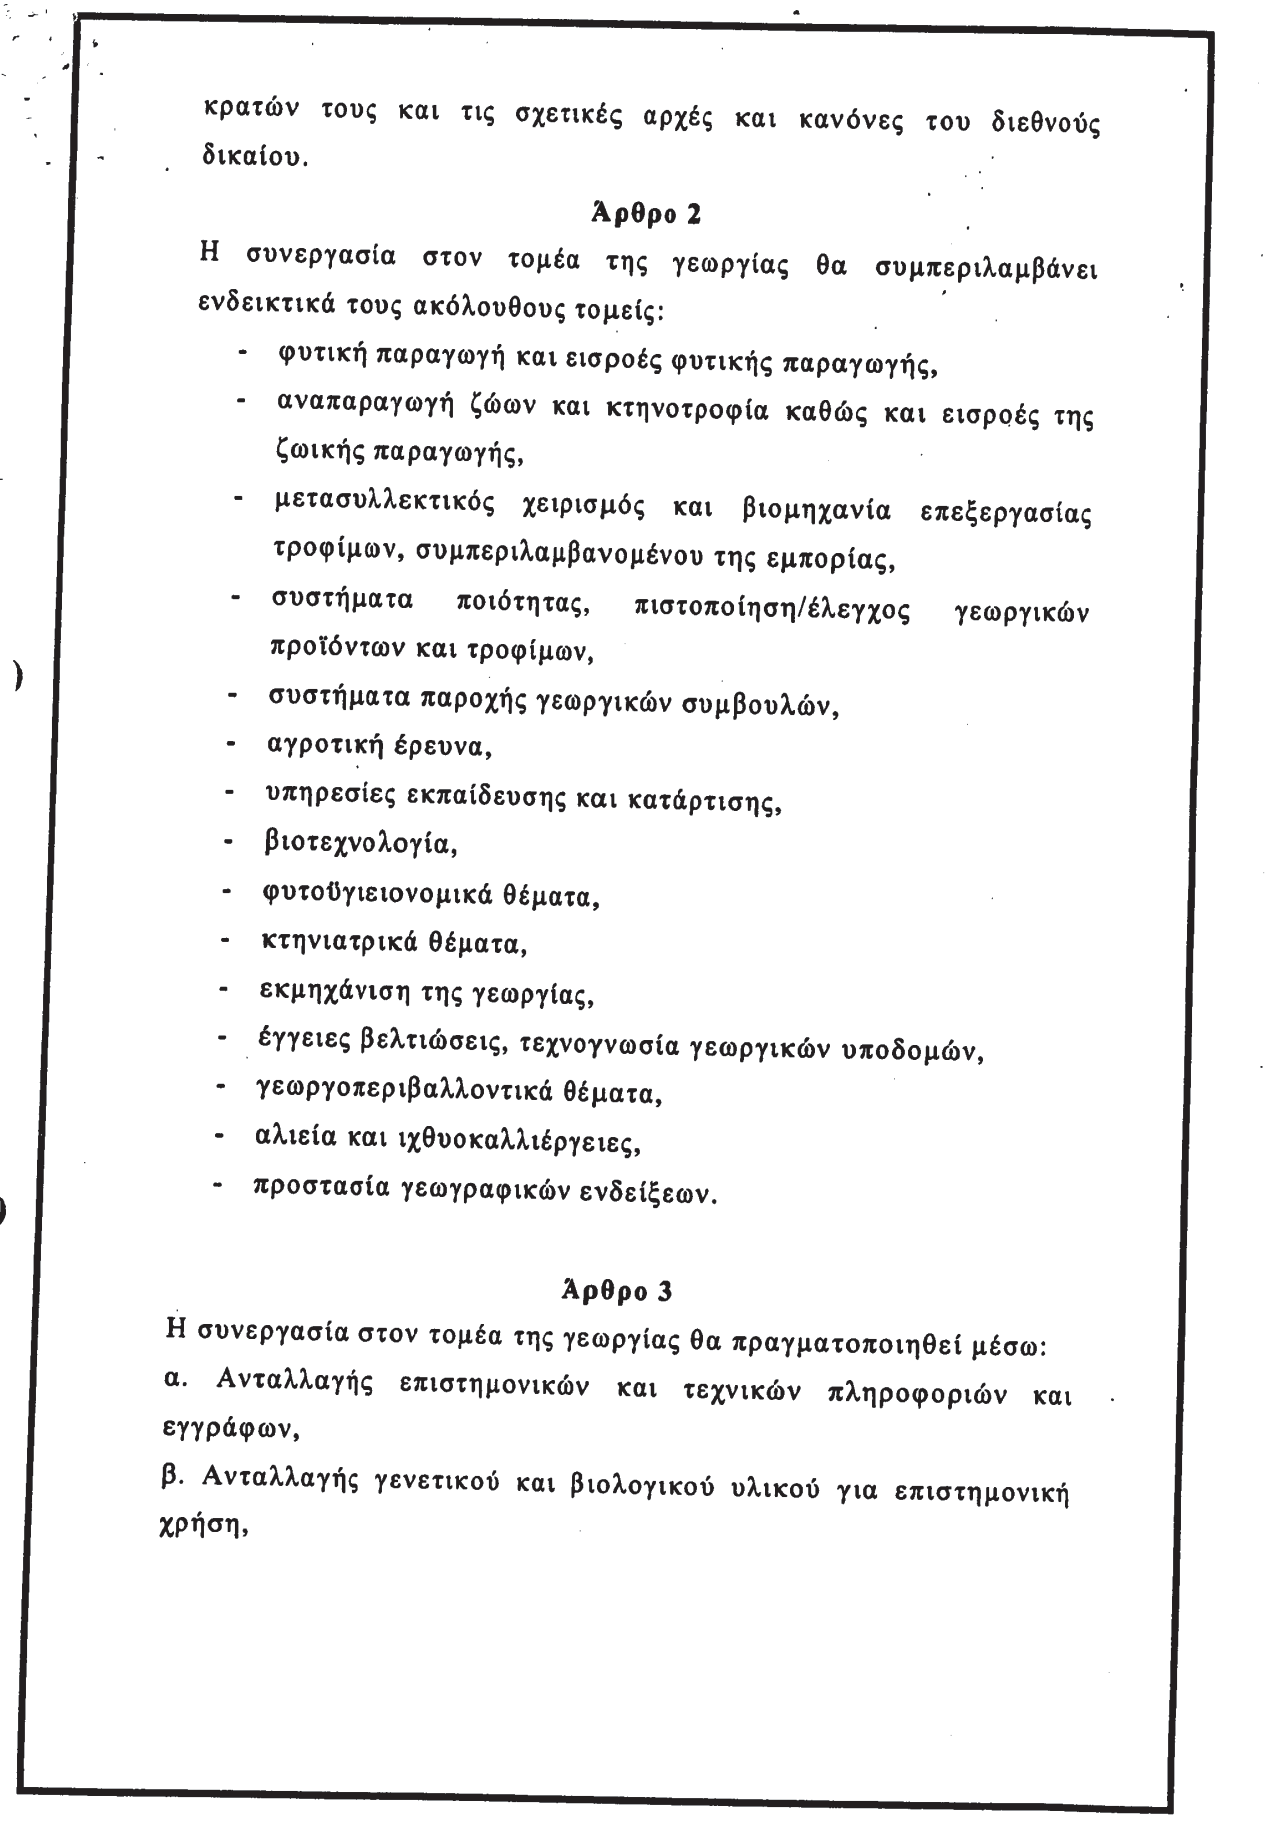 κρατών τους και τις σχετικές αρχές και κανόνες του διεθνούς
δικαίου.
Άρθρο 2
Η συνεργασία στον τομέα της γεωργίας θα συμπεριλαμβάνει
ενδεικτικά τους ακόλουθους τομείς:
- φυτική παραγωγή και εισροές φυτικής παραγωγής,
- αναπαραγωγή ζώων και κτηνοτροφία καθώς και εισροές της
ζωικής παραγωγής,
- μετασυλλεκτικός χειρισμός και βιομηχανία επεξεργασίας
τροφίμων, συμπεριλαμβανομένου της εμπορίας,
- συστήματα ποιότητας, πιστοποίηση/έλεγχος γεωργικών
προϊόντων και τροφίμων,
- συστήματα παροχής γεωργικών συμβουλών,
- αγροτική έρευνα,
- υπηρεσίες εκπαίδευσης και κατάρτισης,
- βιοτεχνολογία,
- φυτοϋγιειονομικά θέματα,
- κτηνιατρικά θέματα,
- εκμηχάνιση της γεωργίας,
- έγγειες βελτιώσεις, τεχνογνωσία γεωργικών υποδομών,
- γεωργοπεριβαλλοντικά θέματα,
- αλιεία και ιχθυοκαλλιέργειες,
- προστασία γεωγραφικών ενδείξεων.
Άρθρο 3
Η συνεργασία στον τομέα της γεωργίας θα πραγματοποιηθεί μέσω:
α. Ανταλλαγής επιστημονικών και τεχνικών πληροφοριών και
εγγράφων,
β. Ανταλλαγής γενετικού και βιολογικού υλικού για επιστημονική
χρήση,